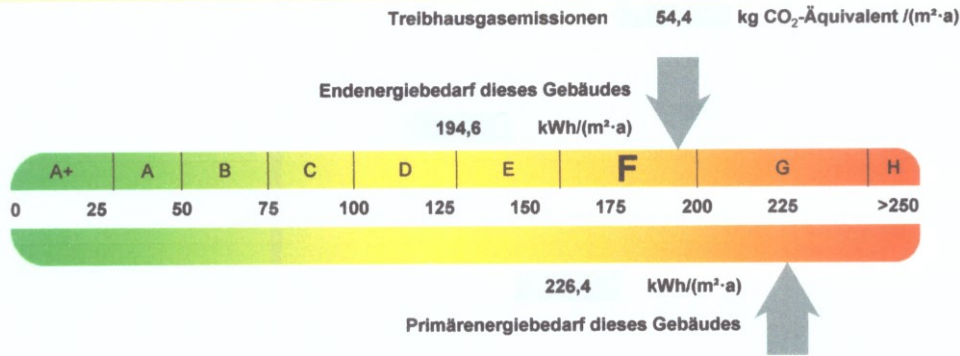 Treibhausgasemissionen 54,4 kg CO₂-Äquivalent /(m²·a)
Endenergiebedarf dieses Gebäudes
194,6 kWh/(m²·a)
A+ A B C D E F G H
0 25 50 75 100 125 150 175 200 225 >250
226,4 kWh/(m²·a)
Primärenergiebedarf dieses Gebäudes